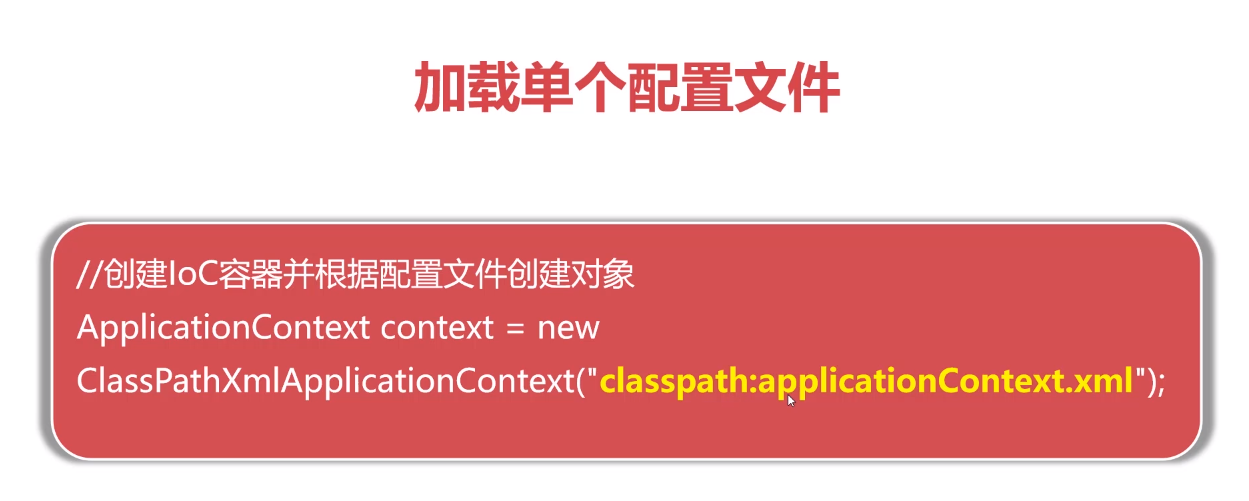 加载单个配置文件
//创建IoC容器并根据配置文件创建对象
ApplicationContext context = new
ClassPathXmlApplicationContext("classpath:applicationContext.xml");